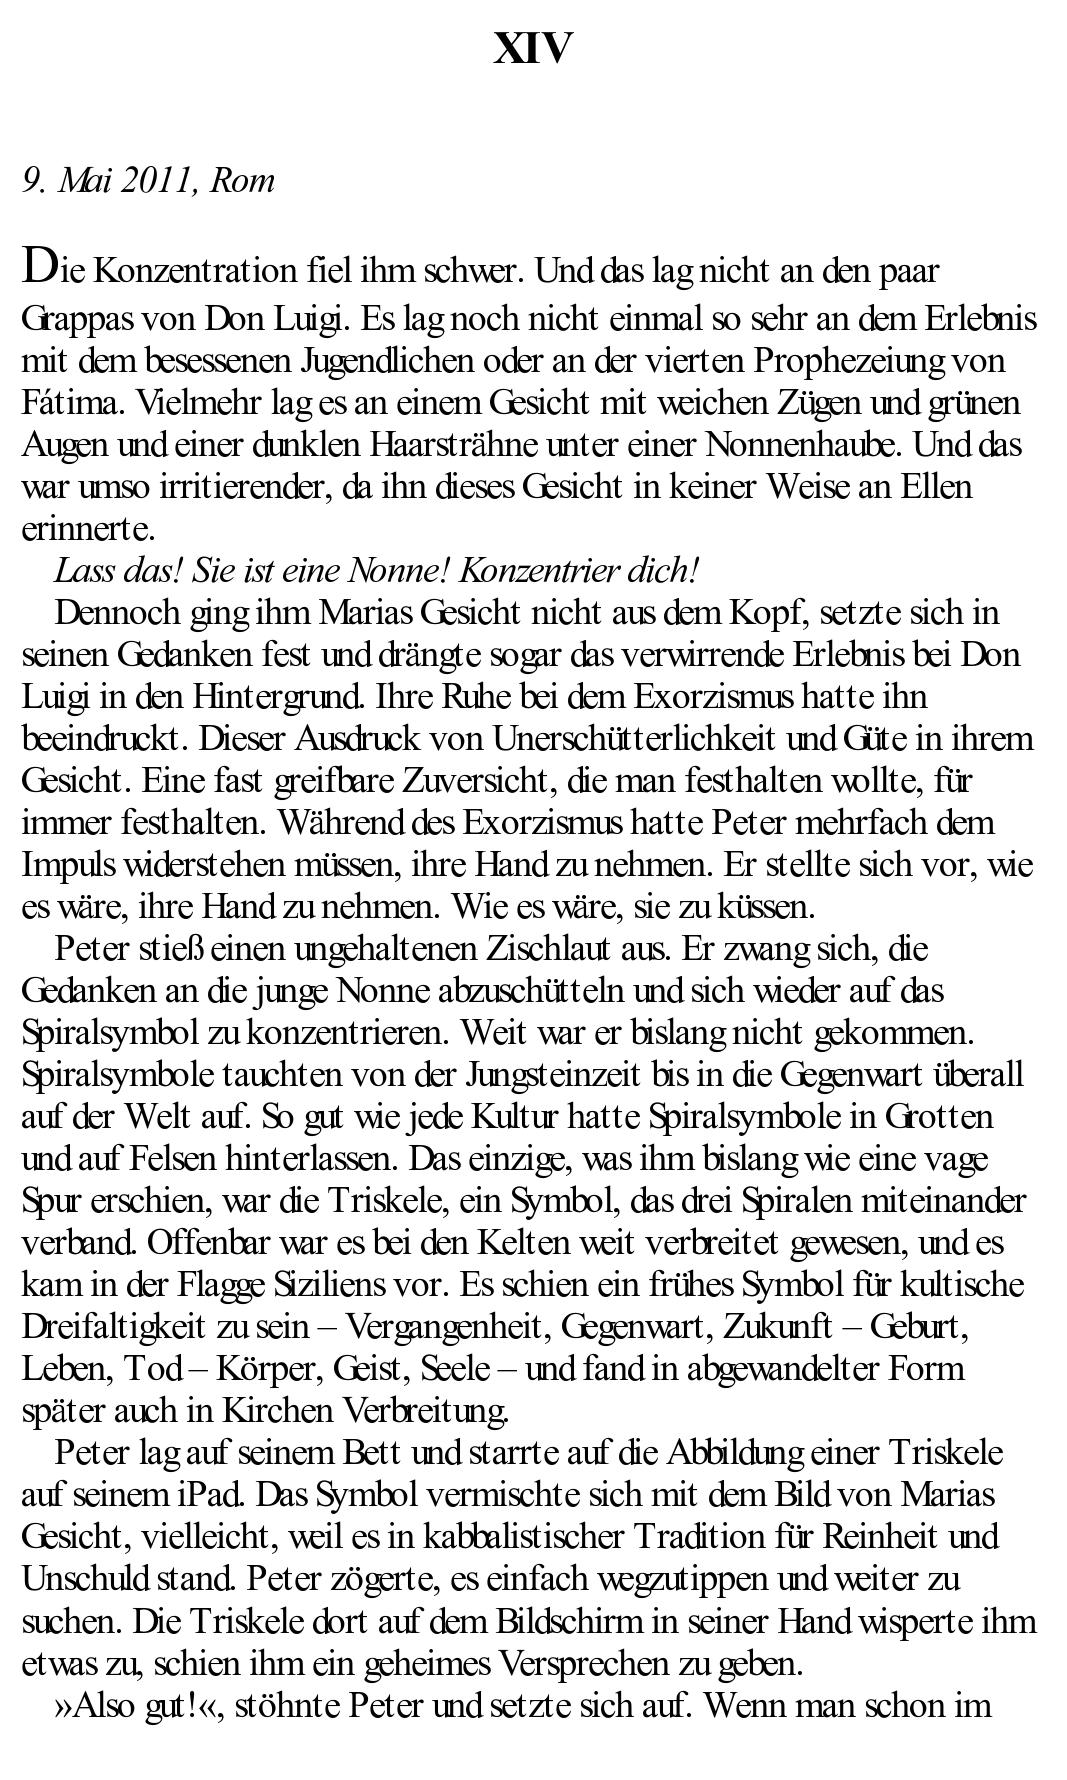 XIV
9. Mai 2011, Rom
Die Konzentration fiel ihm schwer. Und das lag nicht an den paar
Grappas von Don Luigi. Es lag noch nicht einmal so sehr an dem Erlebnis
mit dem besessenen Jugendlichen oder an der vierten Prophezeiung von
Fátima. Vielmehr lag es an einem Gesicht mit weichen Zügen und grünen
Augen und einer dunklen Haarsträhne unter einer Nonnenhaube. Und das
war umso irritierender, da ihn dieses Gesicht in keiner Weise an Ellen
erinnerte.
Lass das! Sie ist eine Nonne! Konzentrier dich!
Dennoch ging ihm Marias Gesicht nicht aus dem Kopf, setzte sich in
seinen Gedanken fest und drängte sogar das verwirrende Erlebnis bei Don
Luigi in den Hintergrund. Ihre Ruhe bei dem Exorzismus hatte ihn
beeindruckt. Dieser Ausdruck von Unerschütterlichkeit und Güte in ihrem
Gesicht. Eine fast greifbare Zuversicht, die man festhalten wollte, für
immer festhalten. Während des Exorzismus hatte Peter mehrfach dem
Impuls widerstehen müssen, ihre Hand zu nehmen. Er stellte sich vor, wie
es wäre, ihre Hand zu nehmen. Wie es wäre, sie zu küssen.
Peter stieß einen ungehaltenen Zischlaut aus. Er zwang sich, die
Gedanken an die junge Nonne abzuschütteln und sich wieder auf das
Spiralsymbol zu konzentrieren. Weit war er bislang nicht gekommen.
Spiralsymbole tauchten von der Jungsteinzeit bis in die Gegenwart überall
auf der Welt auf. So gut wie jede Kultur hatte Spiralsymbole in Grotten
und auf Felsen hinterlassen. Das einzige, was ihm bislang wie eine vage
Spur erschien, war die Triskele, ein Symbol, das drei Spiralen miteinander
verband. Offenbar war es bei den Kelten weit verbreitet gewesen, und es
kam in der Flagge Siziliens vor. Es schien ein frühes Symbol für kultische
Dreifaltigkeit zu sein – Vergangenheit, Gegenwart, Zukunft – Geburt,
Leben, Tod – Körper, Geist, Seele – und fand in abgewandelter Form
später auch in Kirchen Verbreitung.
Peter lag auf seinem Bett und starrte auf die Abbildung einer Triskele
auf seinem iPad. Das Symbol vermischte sich mit dem Bild von Marias
Gesicht, vielleicht, weil es in kabbalistischer Tradition für Reinheit und
Unschuld stand. Peter zögerte, es einfach wegzutippen und weiter zu
suchen. Die Triskele dort auf dem Bildschirm in seiner Hand wisperte ihm
etwas zu, schien ihm ein geheimes Versprechen zu geben.
»Also gut!«, stöhnte Peter und setzte sich auf. Wenn man schon im